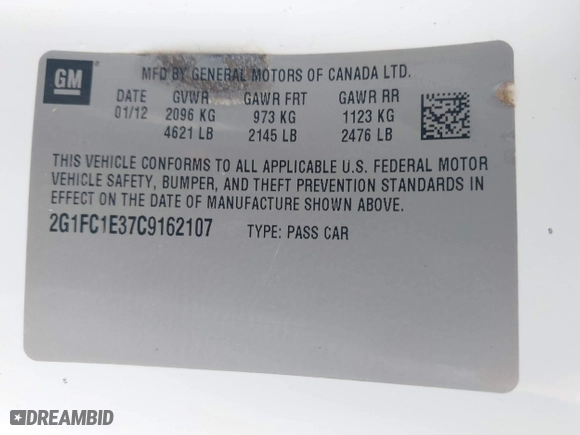 GM
MFD BY GENERAL MOTORS OF CANADA LTD.
DATE GVWR GAWR FRT GAWR RR
01/12 2096 KG 973 KG 1123 KG
4621 LB 2145 LB 2476 LB
THIS VEHICLE CONFORMS TO ALL APPLICABLE U.S. FEDERAL MOTOR
VEHICLE SAFETY, BUMPER, AND THEFT PREVENTION STANDARDS IN
EFFECT ON THE DATE OF MANUFACTURE SHOWN ABOVE.
2G1FC1E37C9162107 TYPE: PASS CAR
DREAMBID